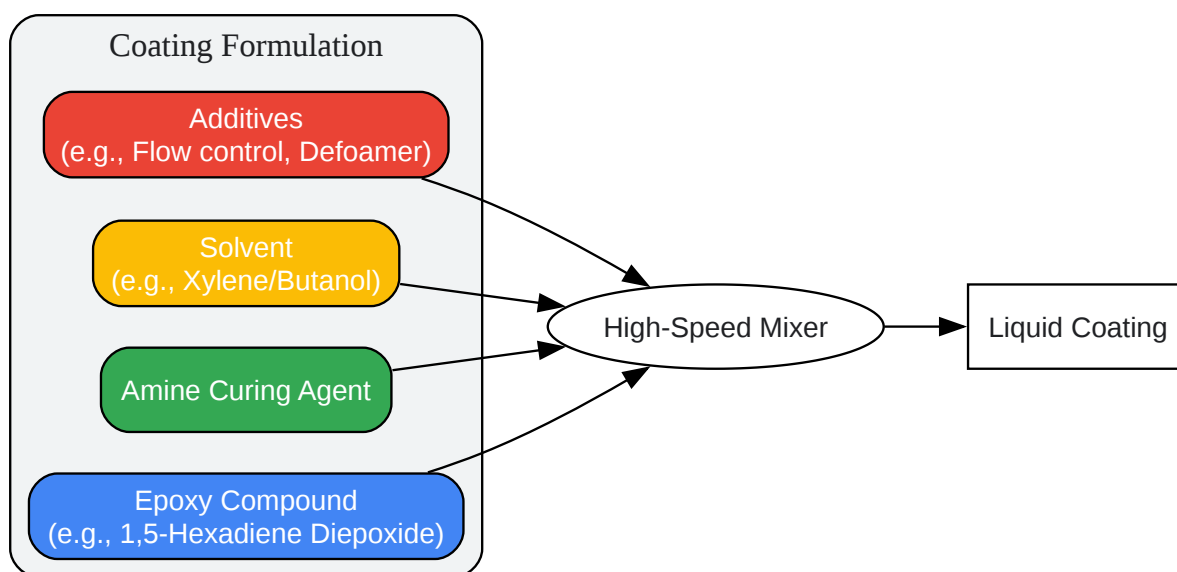 Coating Formulation
Additives
(e.g., Flow control, Defoamer)
Solvent
(e.g., Xylene/Butanol)
Amine Curing Agent
Epoxy Compound
(e.g., 1,5-Hexadiene Diepoxide)
High-Speed Mixer
Liquid Coating